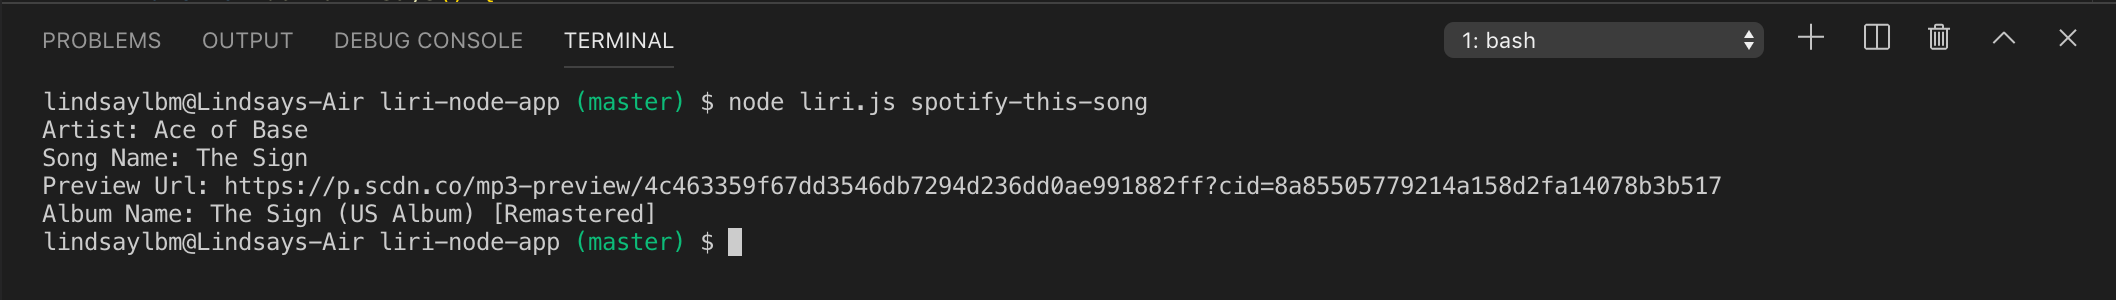 PROBLEMS OUTPUT DEBUG CONSOLE TERMINAL 1: bash
lindsaylbm@Lindsays-Air liri-node-app (master) $ node liri.js spotify-this-song
Artist: Ace of Base
Song Name: The Sign
Preview Url: https://p.scdn.co/mp3-preview/4c463359f67dd3546db7294d236dd0ae991882ff?cid=8a85505779214a158d2fa14078b3b517
Album Name: The Sign (US Album) [Remastered]
lindsaylbm@Lindsays-Air liri-node-app (master) $